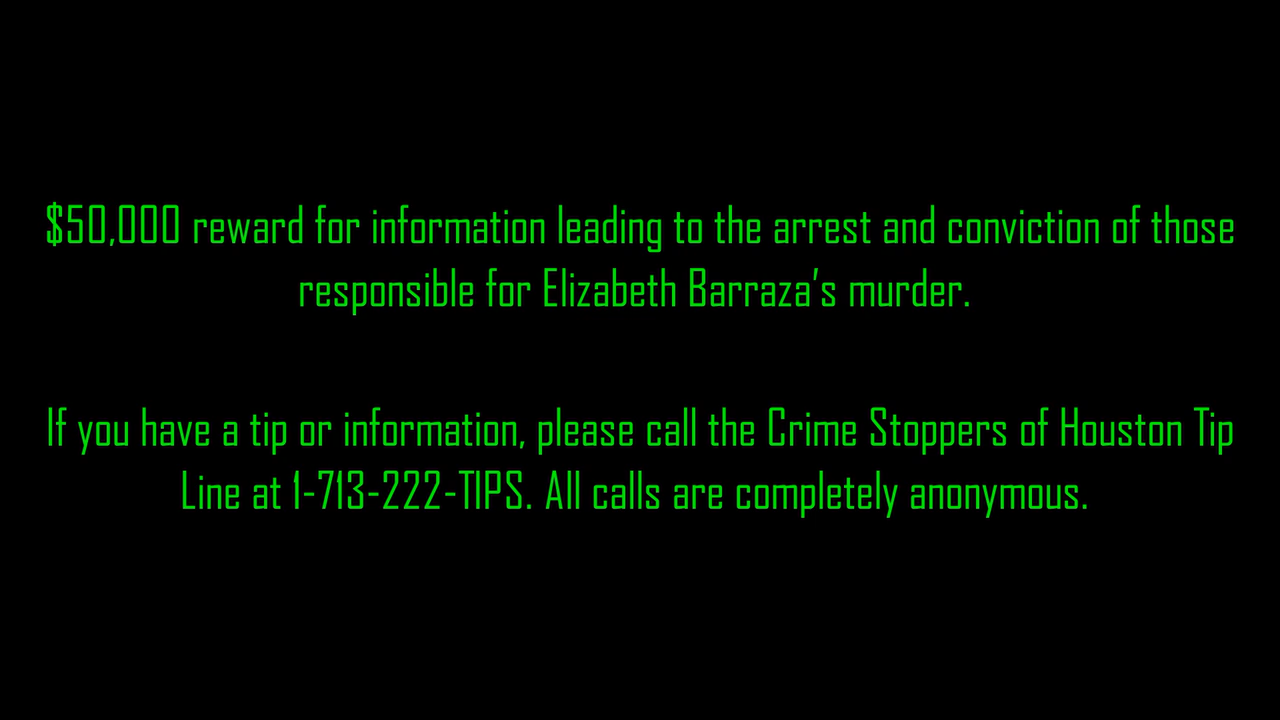 $50,000 reward for information leading to the arrest and conviction of those
responsible for Elizabeth Barraza's murder.
If you have a tip or information, please call the Crime Stoppers of Houston Tip
Line at 1-713-222-TIPS. All calls are completely anonymous.